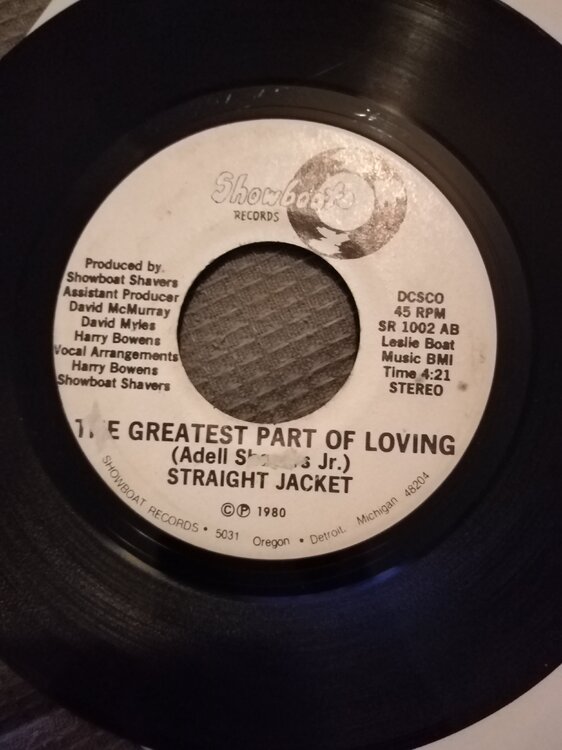 Showboat
RECORDS
Produced by.
Showboat Shavers
Assistant Producer
David McMurray
David Myles
Harry Bowens
Vocal Arrangements
Harry Bowens
Showboat Shavers
DCSCO
45 RPM
SR 1002 AB
Leslie Boat
Music BMI
Time 4:21
STEREO
THE GREATEST PART OF LOVING
(Adell Jr.)
STRAIGHT JACKET
© ℗ 1980
SHOWBOAT RECORDS • 5031 Oregon • Detroit, Michigan 48204